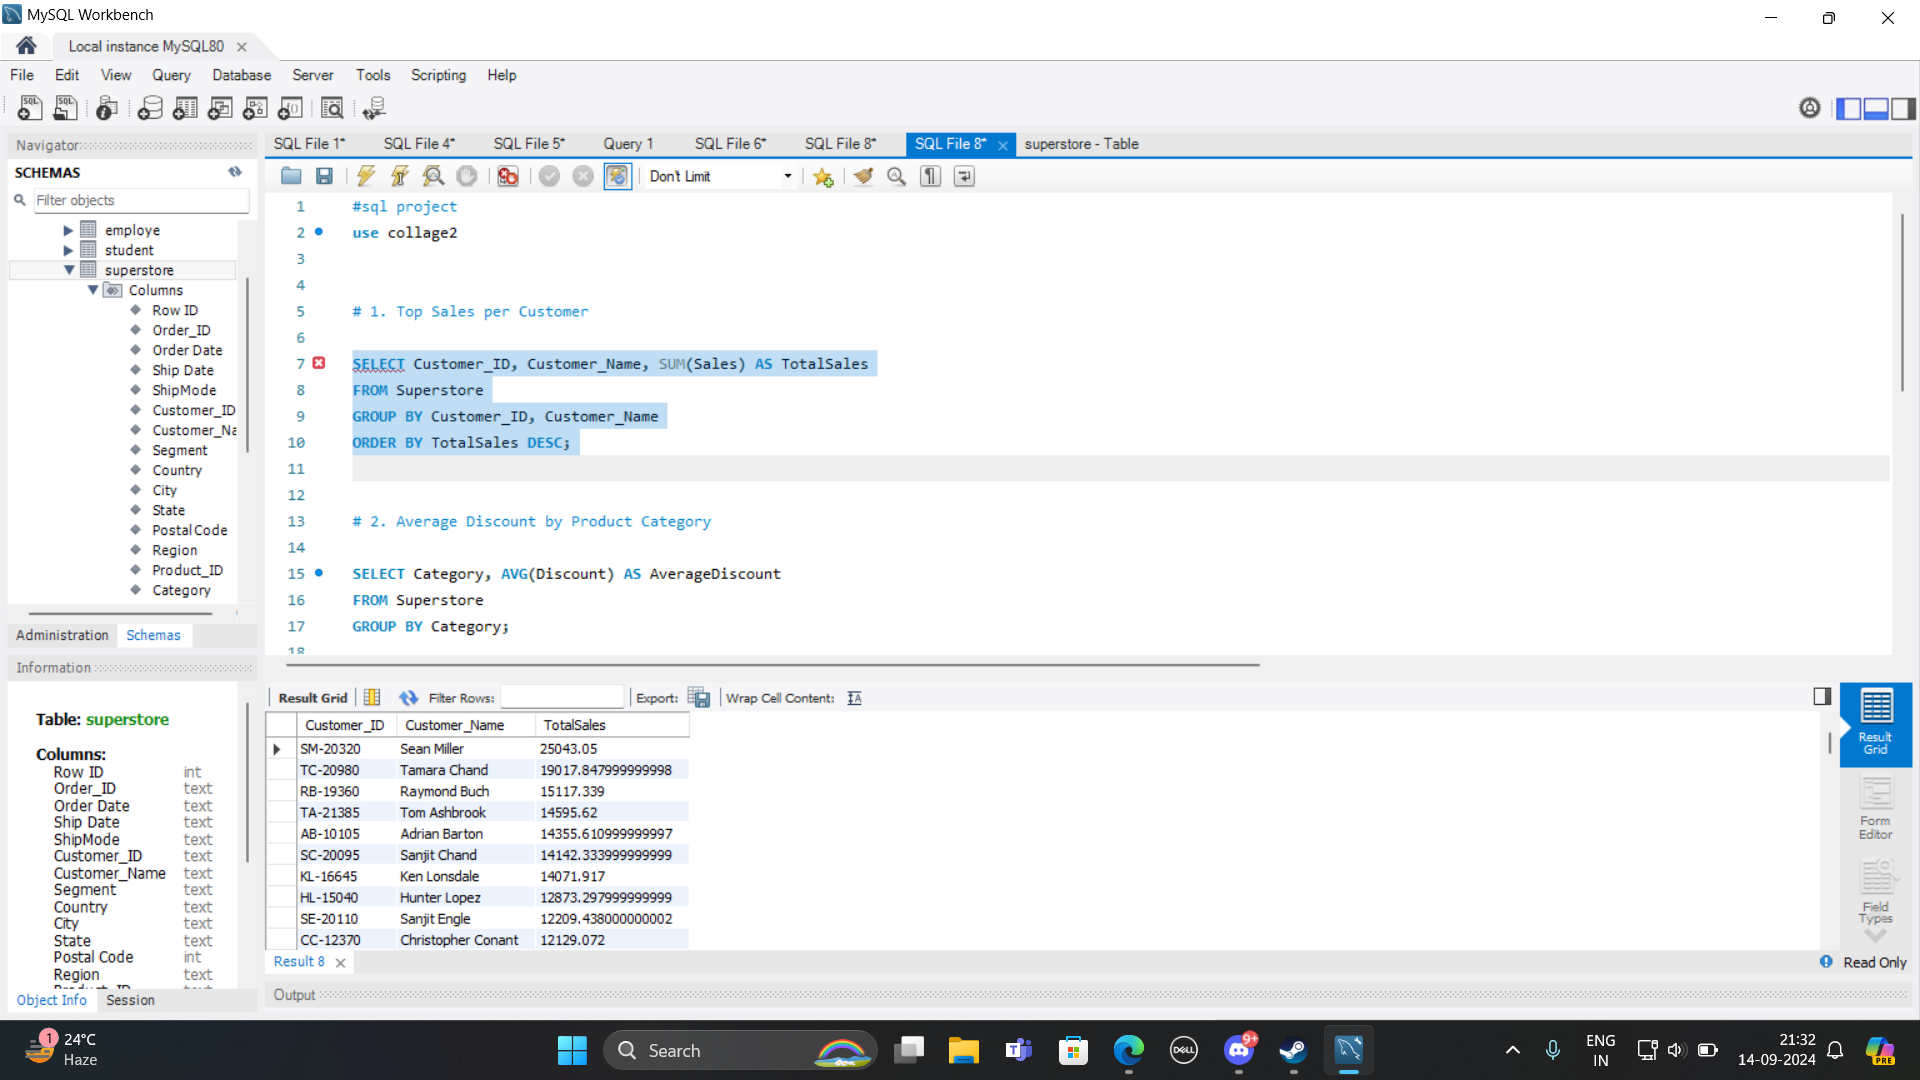 MySQL Workbench
Local instance MySQL80
File Edit View Query Database Server Tools Scripting Help
Navigator
SCHEMAS
Filter objects
employe
student
superstore
Columns
Row ID
Order_ID
Order Date
Ship Date
ShipMode
Customer_ID
Customer_Na
Segment
Country
City
State
Postal Code
Region
Product_ID
Category
Administration Schemas
Information
Table: superstore
Columns:
Row ID int
Order_ID text
Order Date text
Ship Date text
ShipMode text
Customer_ID text
Customer_Name text
Segment text
Country text
City text
State text
Postal Code int
Region text
Object Info Session
SQL File 1* SQL File 4* SQL File 5* Query 1 SQL File 6* SQL File 8* SQL File 8* superstore - Table
Don't Limit
1 #sql project
2 use collage2
3
4
5 # 1. Top Sales per Customer
6
7 SELECT Customer_ID, Customer_Name, SUM(Sales) AS TotalSales
8 FROM Superstore
9 GROUP BY Customer_ID, Customer_Name
10 ORDER BY TotalSales DESC;
11
12
13 # 2. Average Discount by Product Category
14
15 SELECT Category, AVG(Discount) AS AverageDiscount
16 FROM Superstore
17 GROUP BY Category;
18
Result Grid Filter Rows: Export: Wrap Cell Content:
Customer_ID Customer_Name TotalSales
SM-20320 Sean Miller 25043.05
TC-20980 Tamara Chand 19017.847999999998
RB-19360 Raymond Buch 15117.339
TA-21385 Tom Ashbrook 14595.62
AB-10105 Adrian Barton 14355.610999999997
SC-20095 Sanjit Chand 14142.333999999999
KL-16645 Ken Lonsdale 14071.917
HL-15040 Hunter Lopez 12873.297999999999
SE-20110 Sanjit Engle 12209.438000000002
CC-12370 Christopher Conant 12129.072
Result 8
Output
Result
Grid
Form
Editor
Field
Types
Read Only
1
24°C
Haze
Search
DELL
9+
ENG
IN
21:32
14-09-2024
PRE